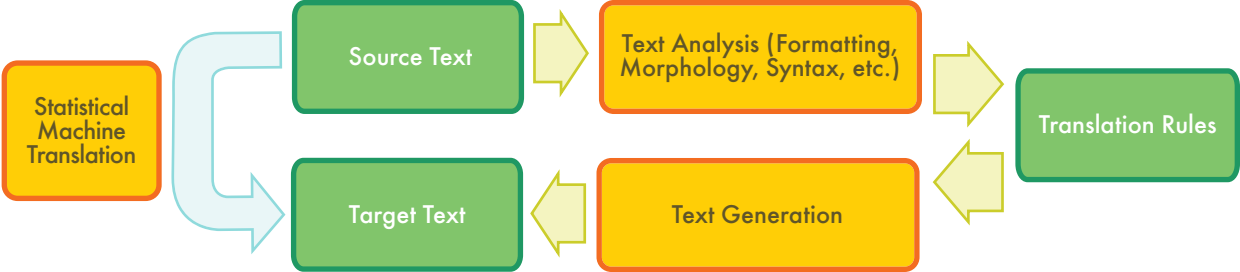 Source Text
Text Analysis (Formatting,
Morphology, Syntax, etc.)
Translation Rules
Statistical
Machine
Translation
Target Text
Text Generation